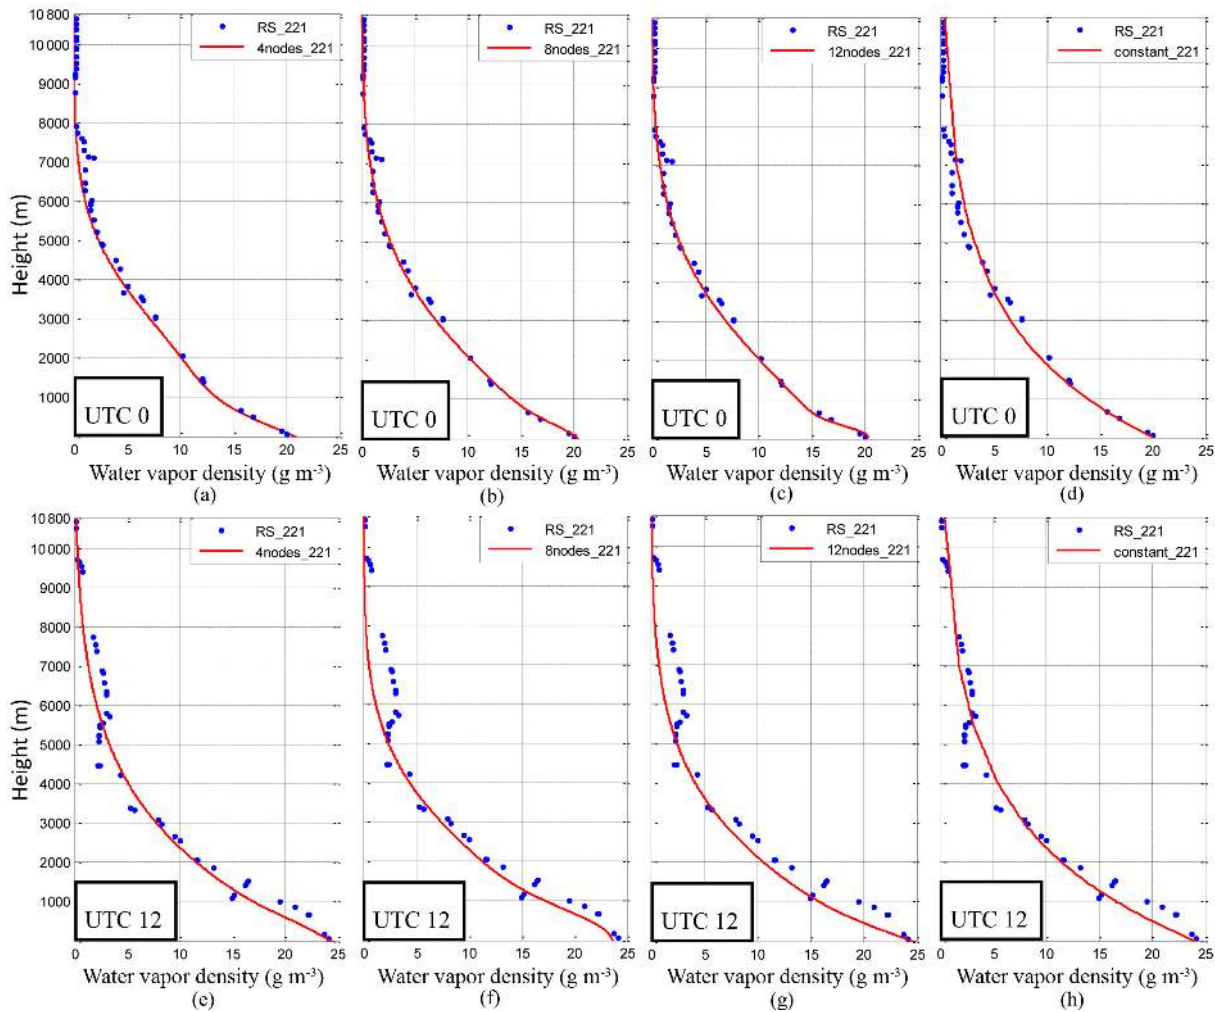 10 800
10 000
9000
8000
7000
6000
5000
4000
3000
2000
1000
Height (m)
RS_221
4nodes_221
UTC 0
0 5 10 15 20 25
Water vapor density (g m⁻³)
(a)
RS_221
8nodes_221
UTC 0
0 5 10 15 20 25
Water vapor density (g m⁻³)
(b)
RS_221
12nodes_221
UTC 0
0 5 10 15 20 25
Water vapor density (g m⁻³)
(c)
RS_221
constant_221
UTC 0
0 5 10 15 20 25
Water vapor density (g m⁻³)
(d)
10 800
10 000
9000
8000
7000
6000
5000
4000
3000
2000
1000
Height (m)
RS_221
4nodes_221
UTC 12
0 5 10 15 20 25
Water vapor density (g m⁻³)
(e)
RS_221
8nodes_221
UTC 12
0 5 10 15 20 25
Water vapor density (g m⁻³)
(f)
RS_221
12nodes_221
UTC 12
0 5 10 15 20 25
Water vapor density (g m⁻³)
(g)
RS_221
constant_221
UTC 12
0 5 10 15 20 25
Water vapor density (g m⁻³)
(h)